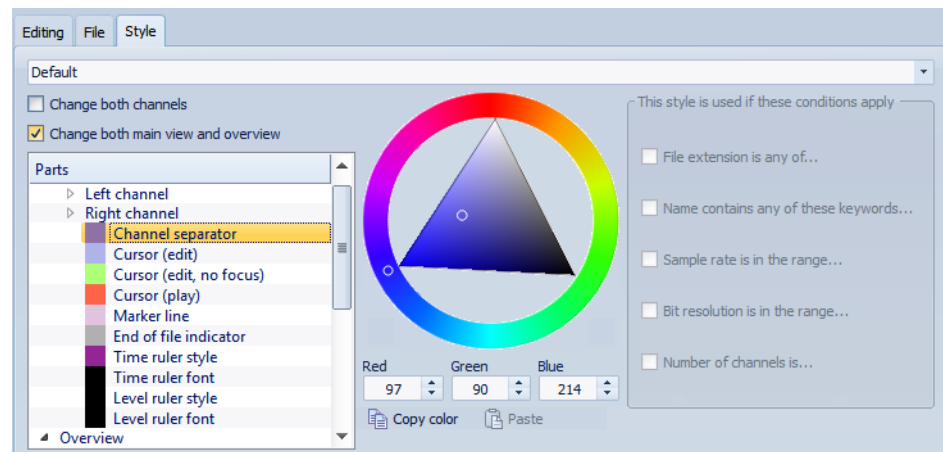 Editing File Style
Default
Change both channels
Change both main view and overview
Parts
Left channel
Right channel
Channel separator
Cursor (edit)
Cursor (edit, no focus)
Cursor (play)
Marker line
End of file indicator
Time ruler style
Time ruler font
Level ruler style
Level ruler font
Overview
Red Green Blue
97 90 214
Copy color Paste
This style is used if these conditions apply
File extension is any of...
Name contains any of these keywords...
Sample rate is in the range...
Bit resolution is in the range...
Number of channels is...